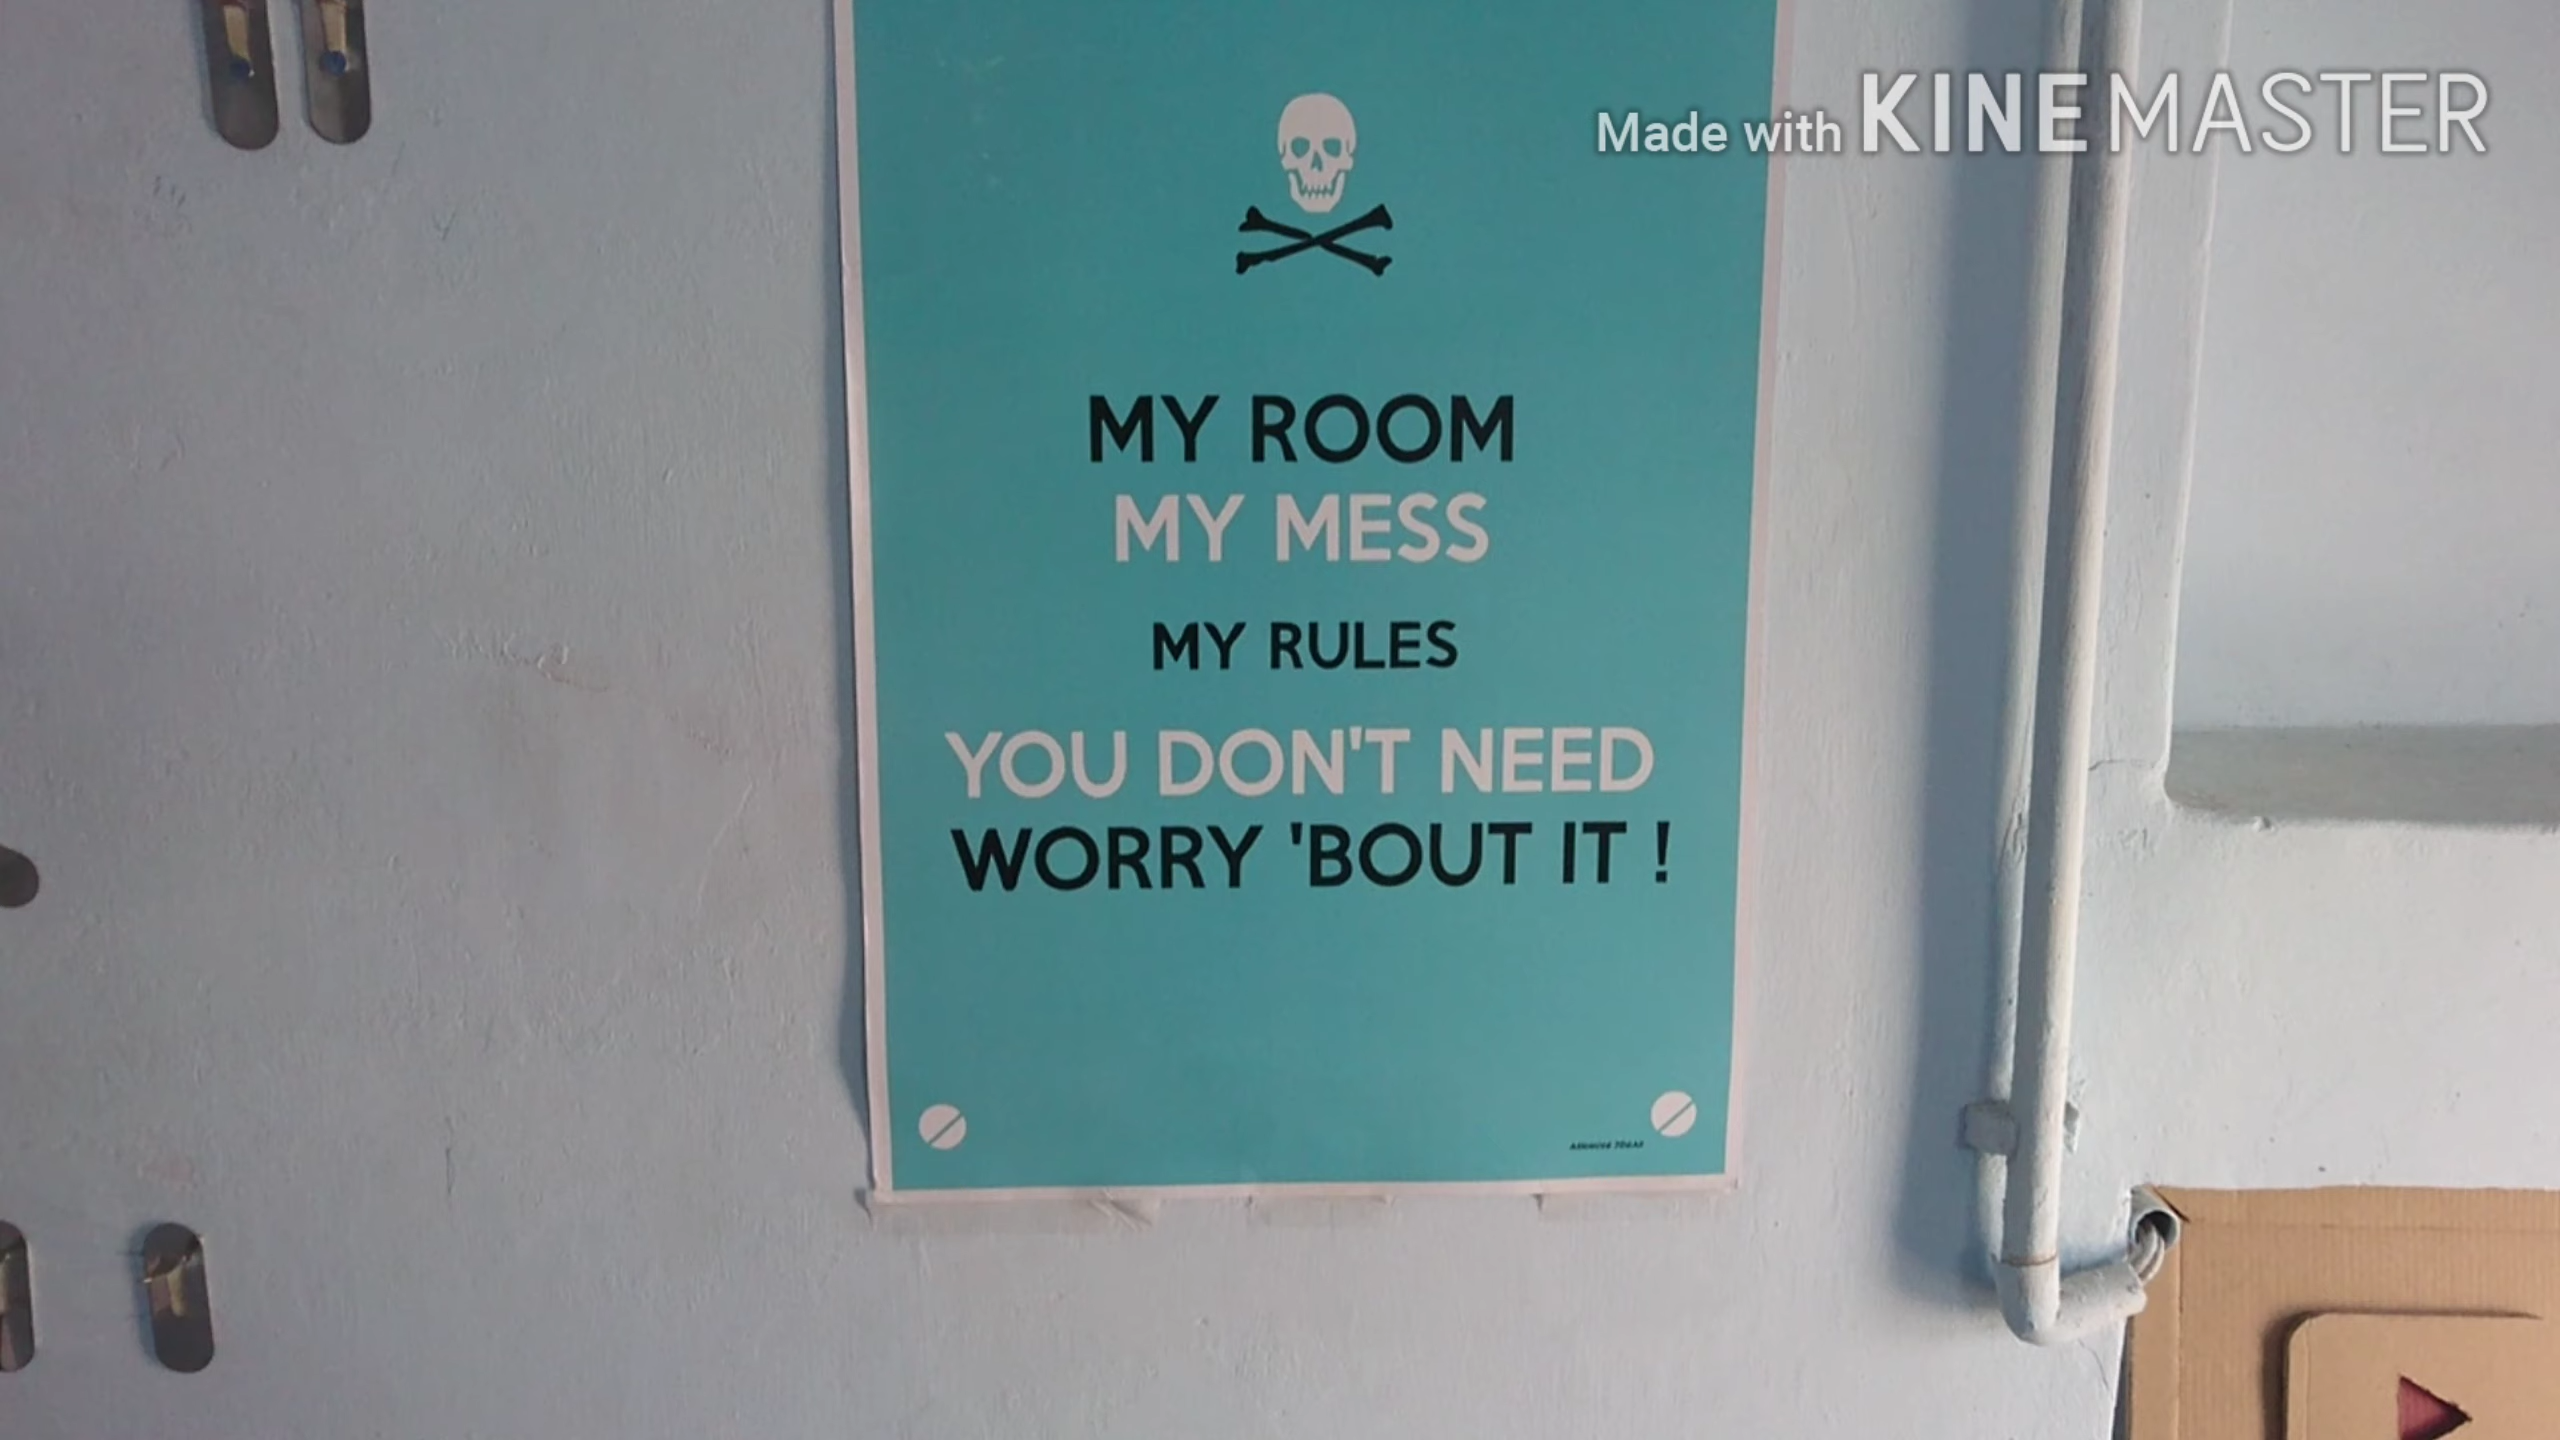 Made with KINEMASTER
MY ROOM
MY MESS
MY RULES
YOU DON'T NEED
WORRY 'BOUT IT !